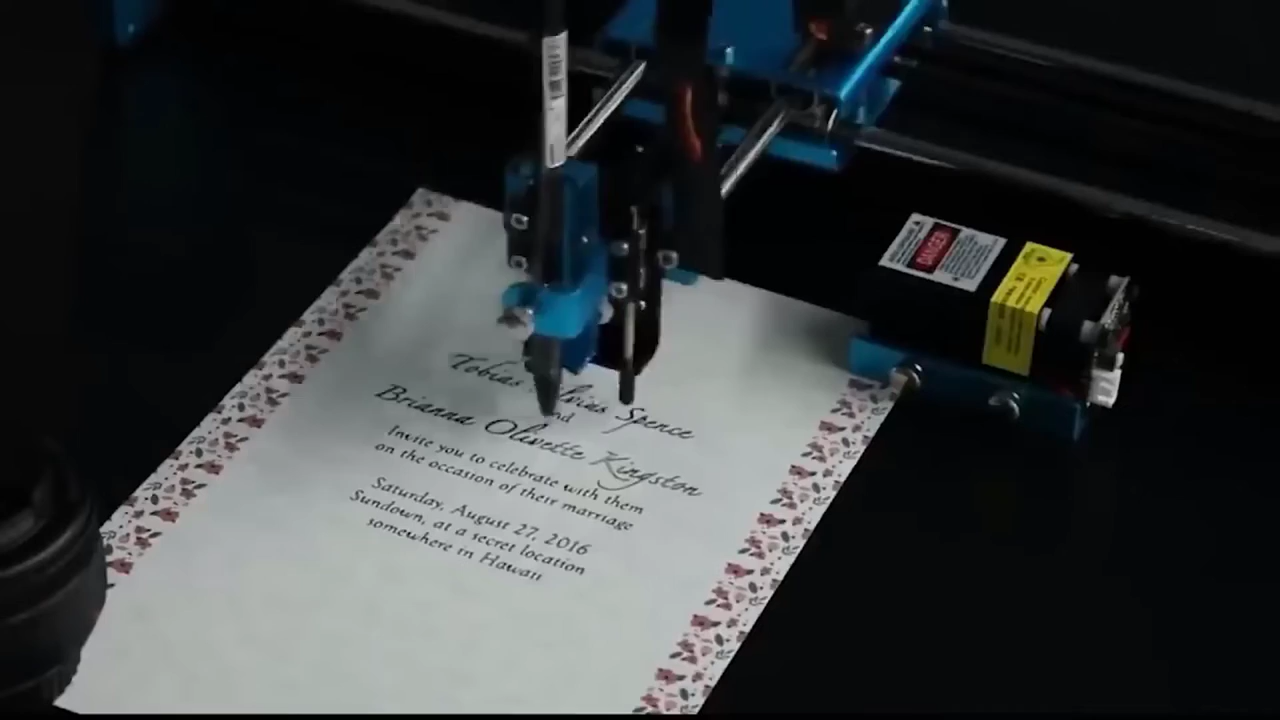 Tobias Spence
and
Brianna Olivette Kingston
Invite you to celebrate with them
on the occasion of their marriage
Saturday, August 27, 2016
Sundown, at a secret location
somewhere in Hawaii
DANGER